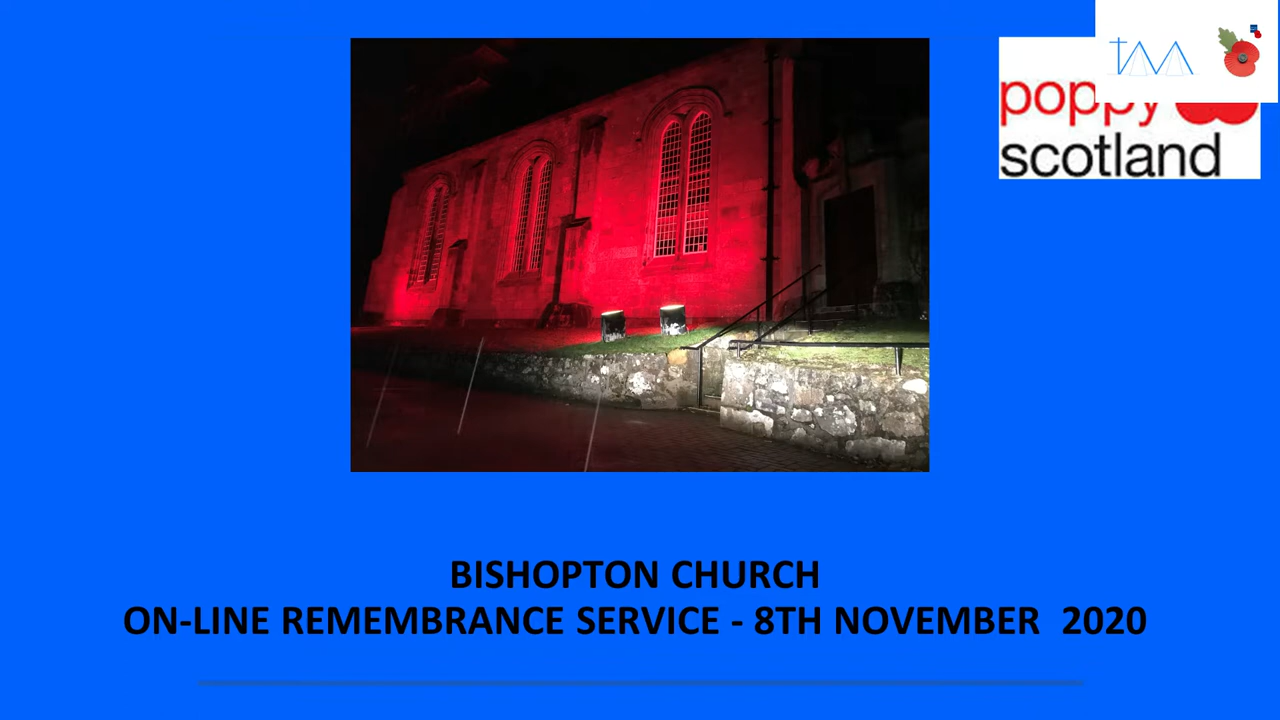 poppy
scotland
BISHOPTON CHURCH
ON-LINE REMEMBRANCE SERVICE - 8TH NOVEMBER 2020